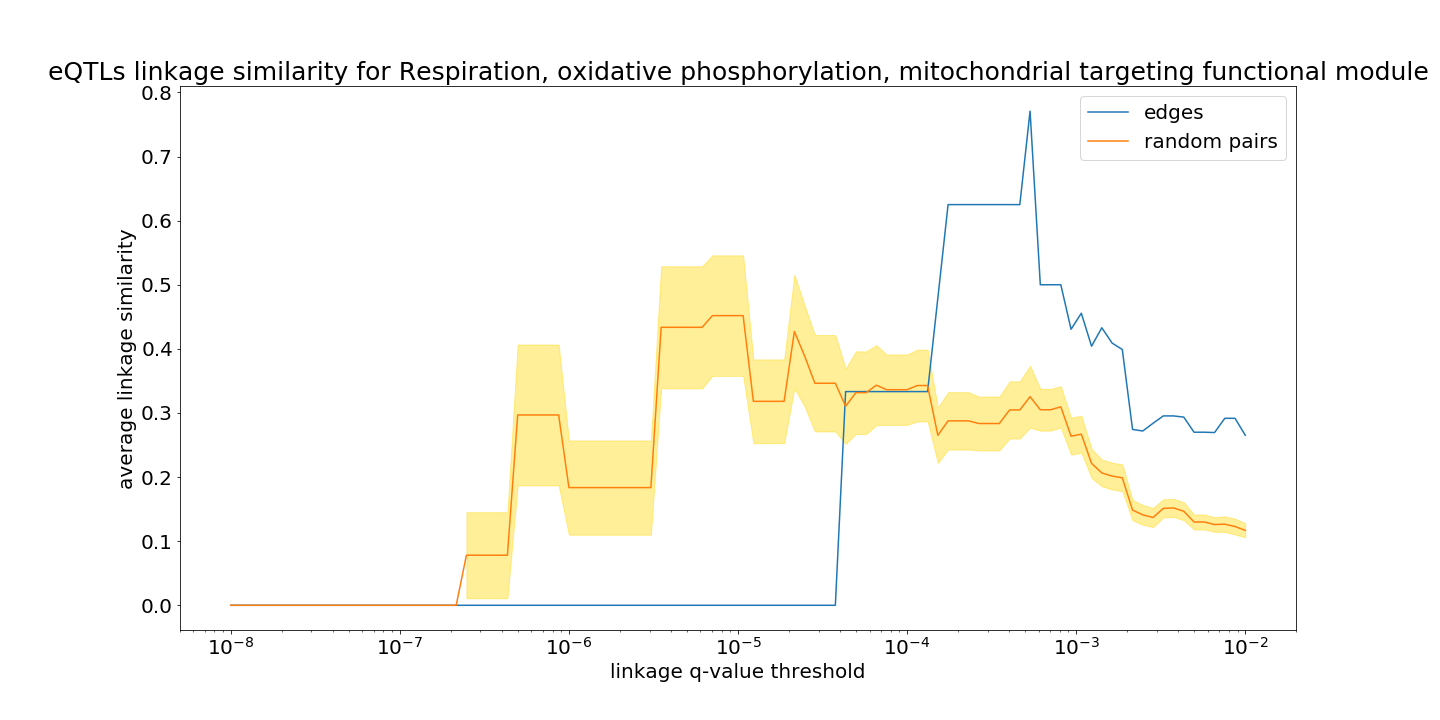 eQTLs linkage similarity for Respiration, oxidative phosphorylation, mitochondrial targeting functional module
edges
random pairs
average linkage similarity
0.8
0.7
0.6
0.5
0.4
0.3
0.2
0.1
0.0
10⁻⁸ 10⁻⁷ 10⁻⁶ 10⁻⁵ 10⁻⁴ 10⁻³ 10⁻²
linkage q-value threshold